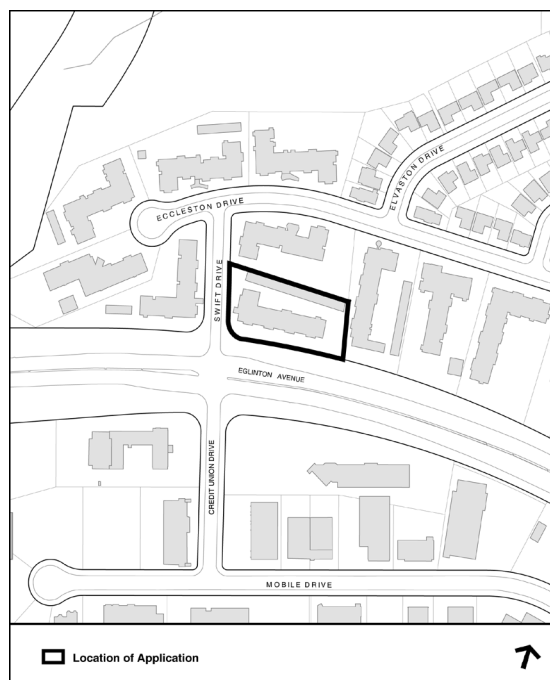 ECCLESTON DRIVE
ELVASTON DRIVE
SWIFT DRIVE
EGLINTON AVENUE
CREDIT UNION DRIVE
MOBILE DRIVE
Location of Application